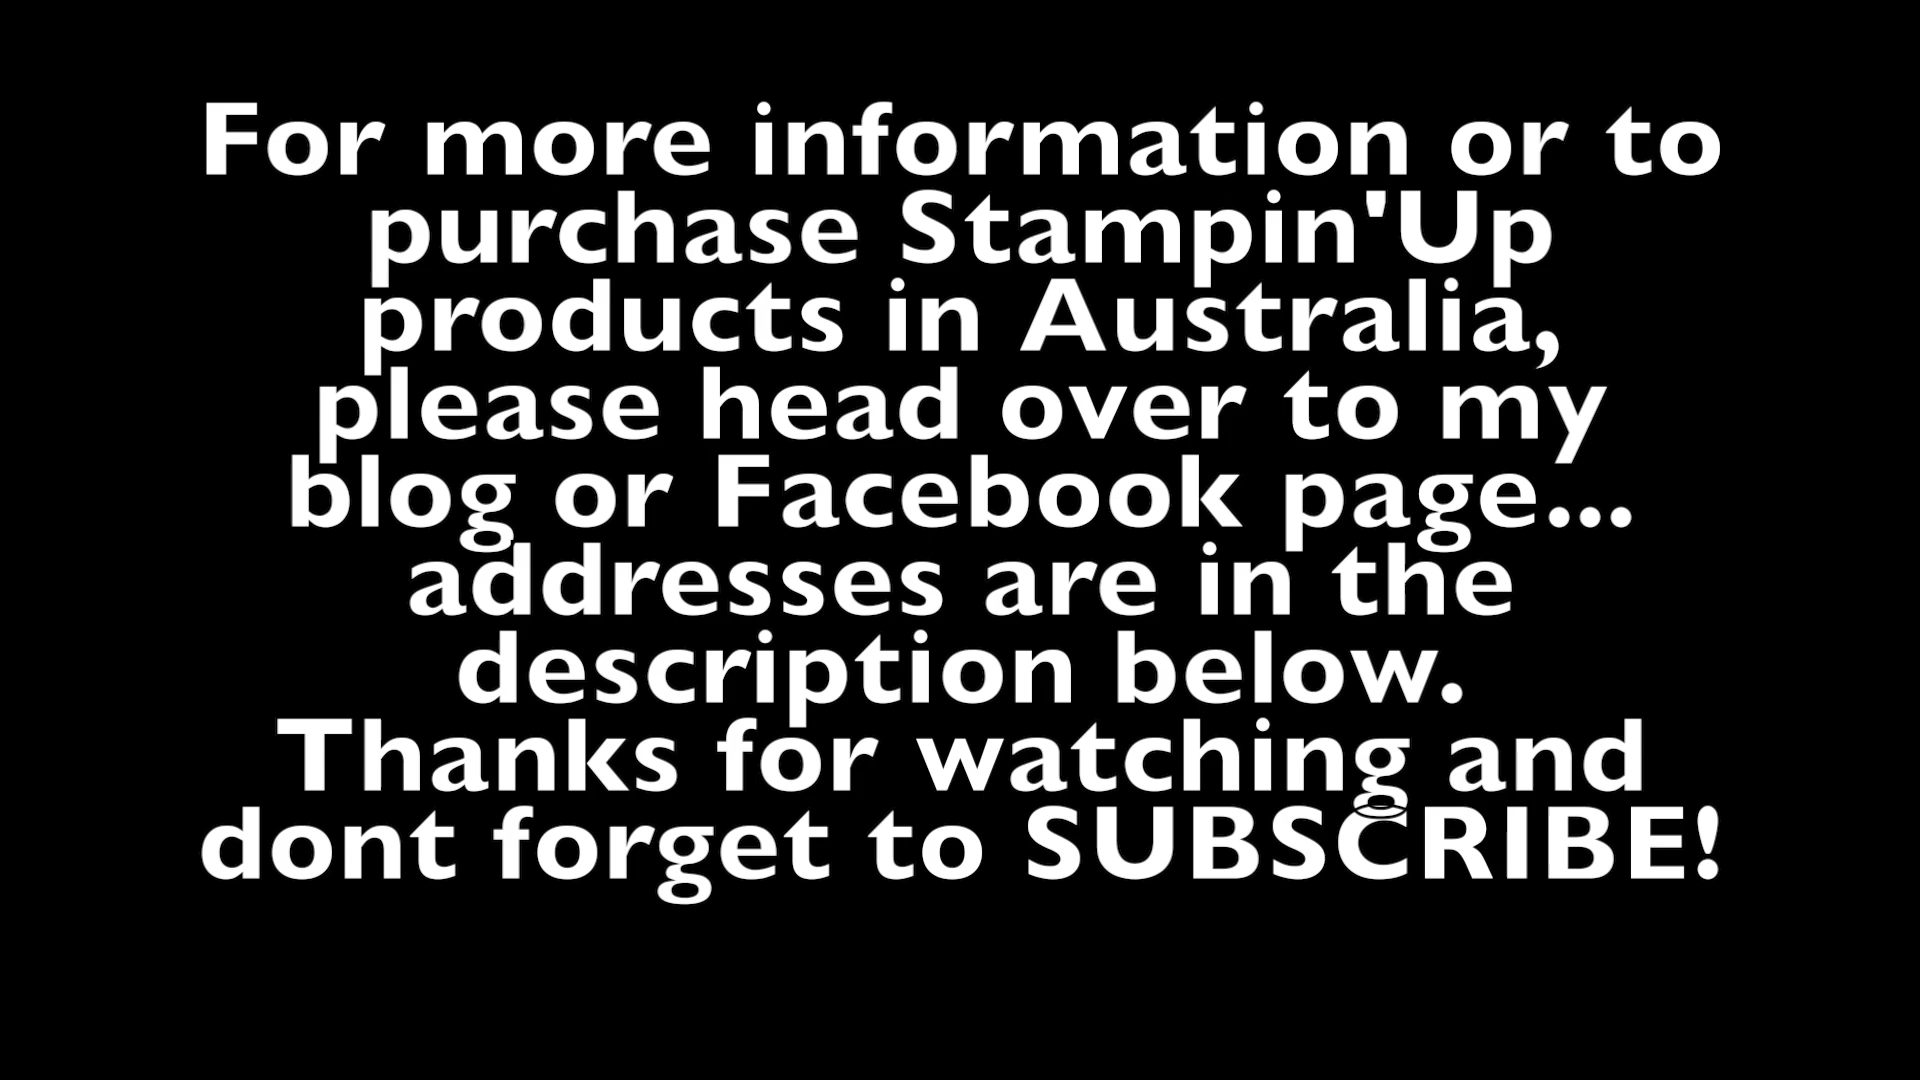 For more information or to
purchase Stampin'Up
products in Australia,
please head over to my
blog or Facebook page...
addresses are in the
description below.
Thanks for watching and
dont forget to SUBSCRIBE!